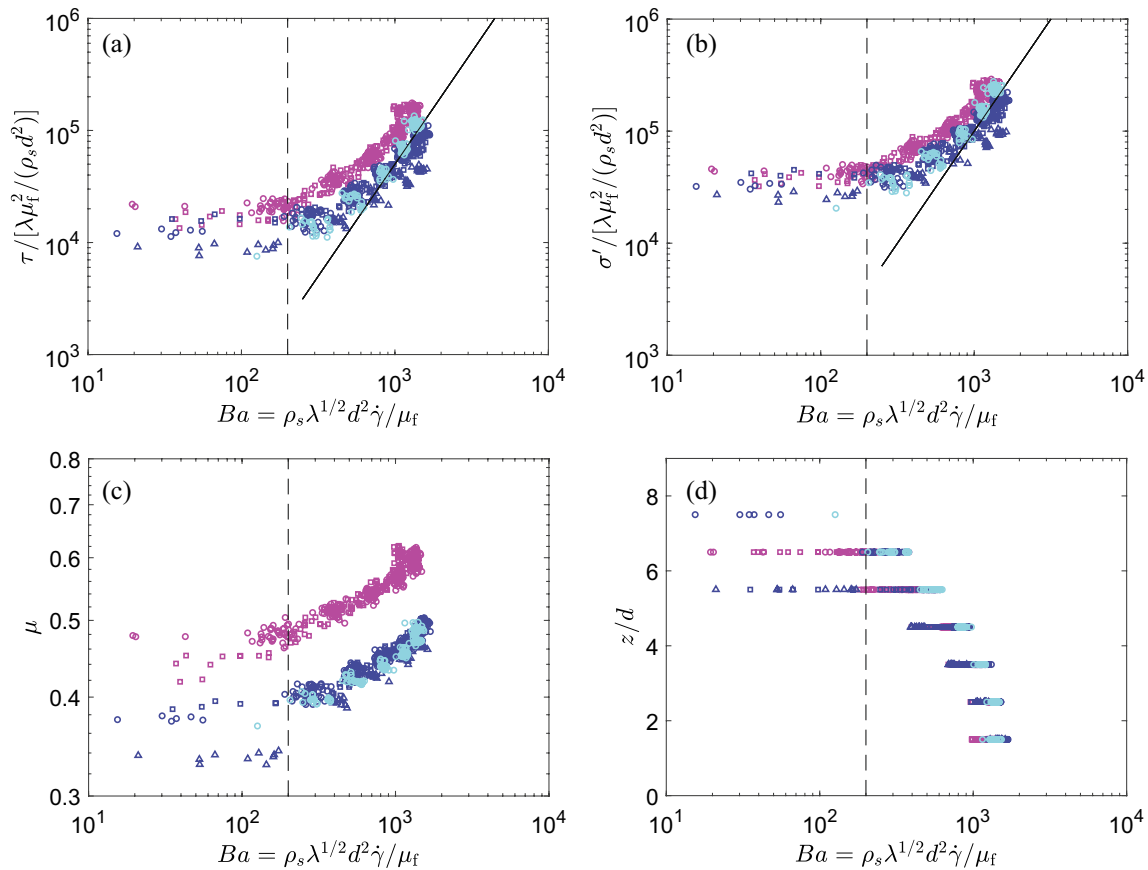 (a)
10^6
10^5
10^4
10^3
τ/[λμ_f^2/(ρ_s d^2)]
10^1 10^2 10^3 10^4
Ba = ρ_s λ^{1/2} d^2 γ̇/μ_f
(b)
10^6
10^5
10^4
10^3
σ′/[λμ_f^2/(ρ_s d^2)]
10^1 10^2 10^3 10^4
Ba = ρ_s λ^{1/2} d^2 γ̇/μ_f
(c)
0.8
0.7
0.6
0.5
0.4
0.3
μ
10^1 10^2 10^3 10^4
Ba = ρ_s λ^{1/2} d^2 γ̇/μ_f
(d)
8
6
4
2
0
z/d
10^1 10^2 10^3 10^4
Ba = ρ_s λ^{1/2} d^2 γ̇/μ_f